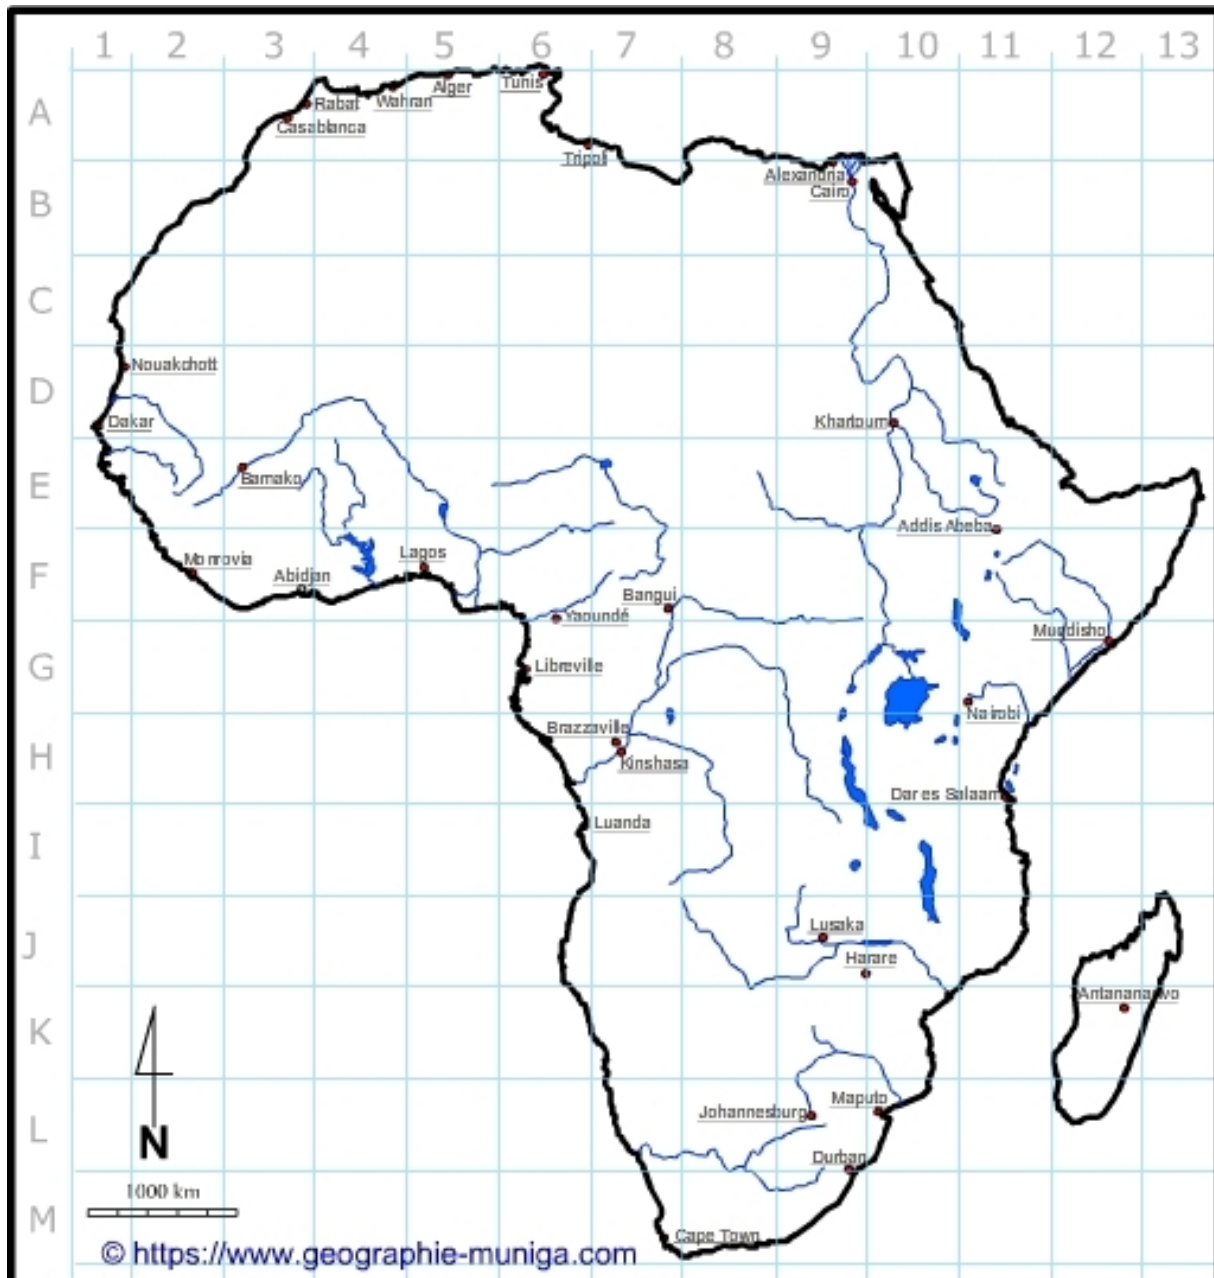 1 2 3 4 5 6 7 8 9 10 11 12 13
A
Tunis
Alger
Wahran
Rabat
Casablanca
Tripoli
Alexandria
Cairo
B
C
Nouakchott
D
Dakar
Khartoum
E
Bamako
Addis Abeba
Lagos
Monrovia
F
Abidjan
Bangui
Yaoundé
Muqdisho
G
Libreville
Nairobi
Brazzaville
H
Kinshasa
Dar es Salaam
Luanda
I
Lusaka
J
Harare
Antananarivo
K
Maputo
Johannesburg
L
N
Durban
1000 km
M
Cape Town
© https://www.geographie-muniga.com